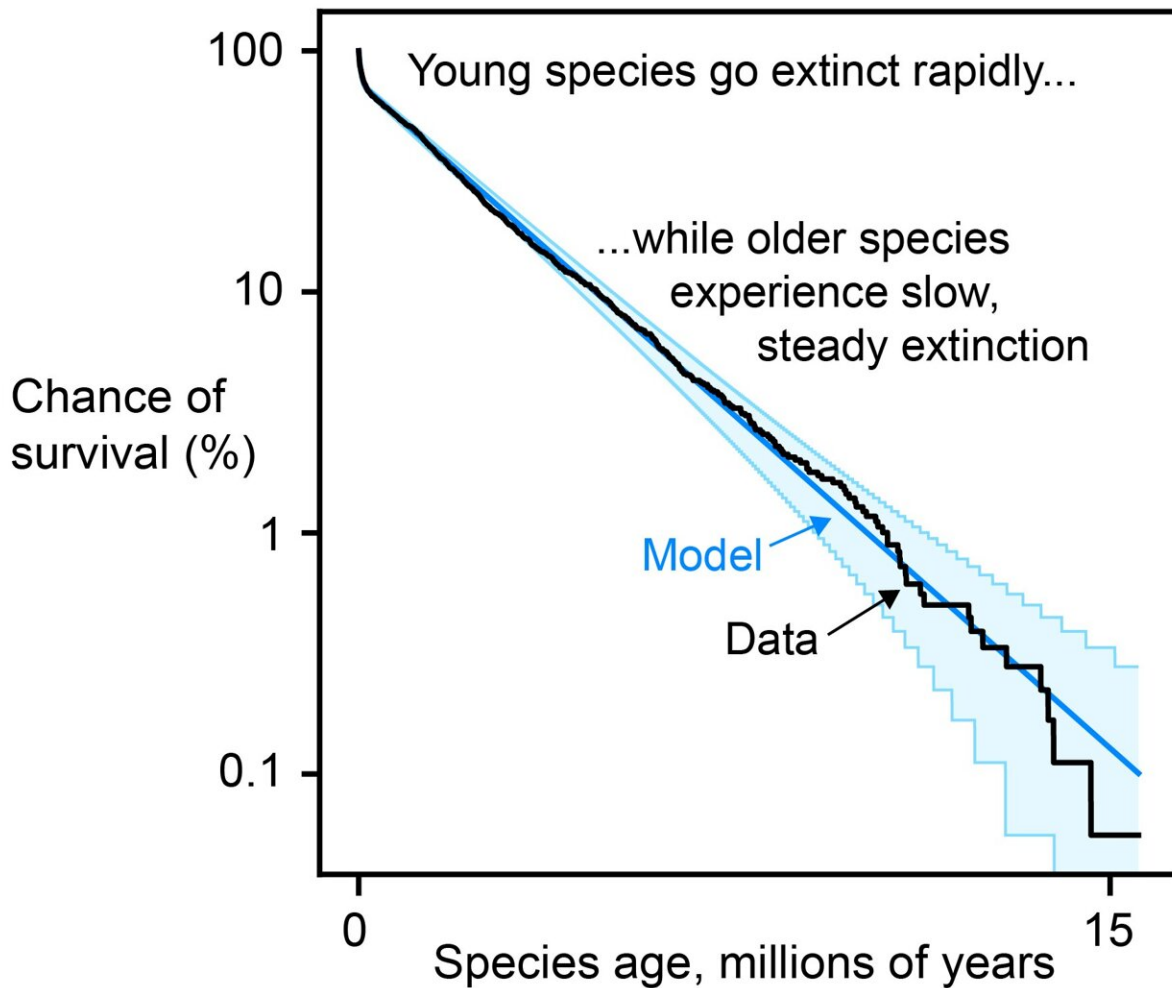 100
Young species go extinct rapidly...
...while older species
experience slow,
steady extinction
10
Chance of
survival (%)
1
Model
Data
0.1
0
15
Species age, millions of years